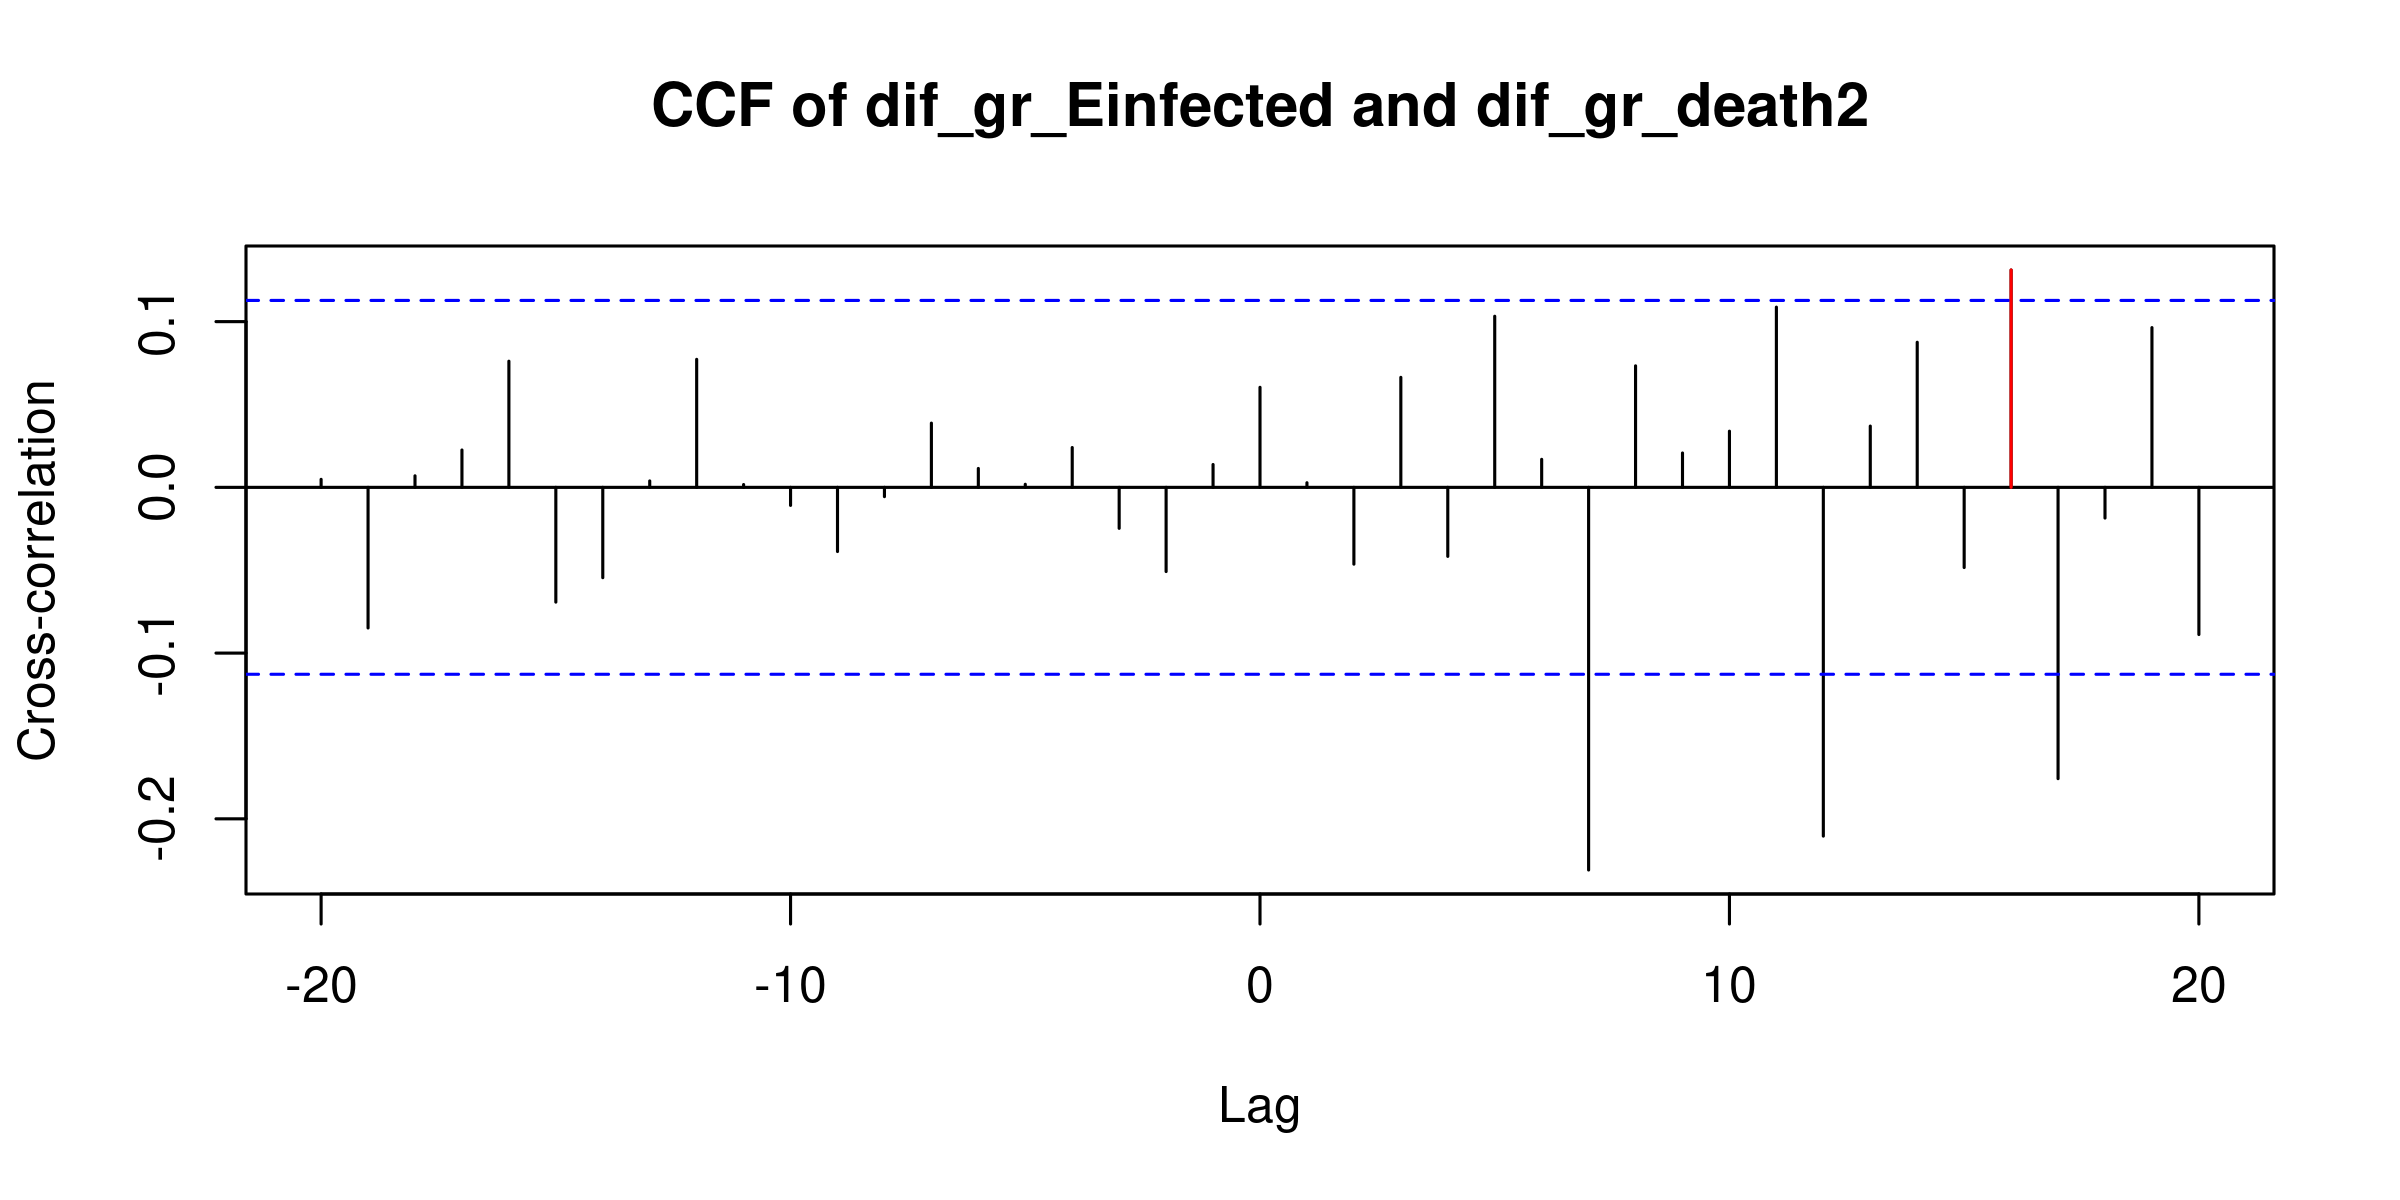 CCF of dif_gr_Einfected and dif_gr_death2
Cross-correlation
0.1
0.0
-0.1
-0.2
-20 -10 0 10 20
Lag